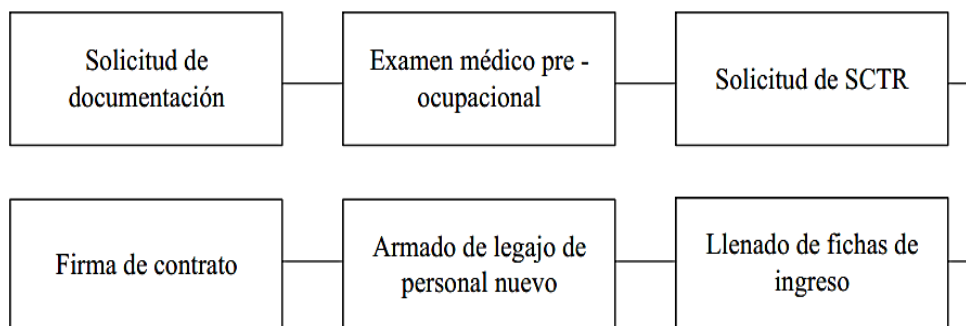 Solicitud de
documentación
Examen médico pre -
ocupacional
Solicitud de SCTR
Firma de contrato
Armado de legajo de
personal nuevo
Llenado de fichas de
ingreso